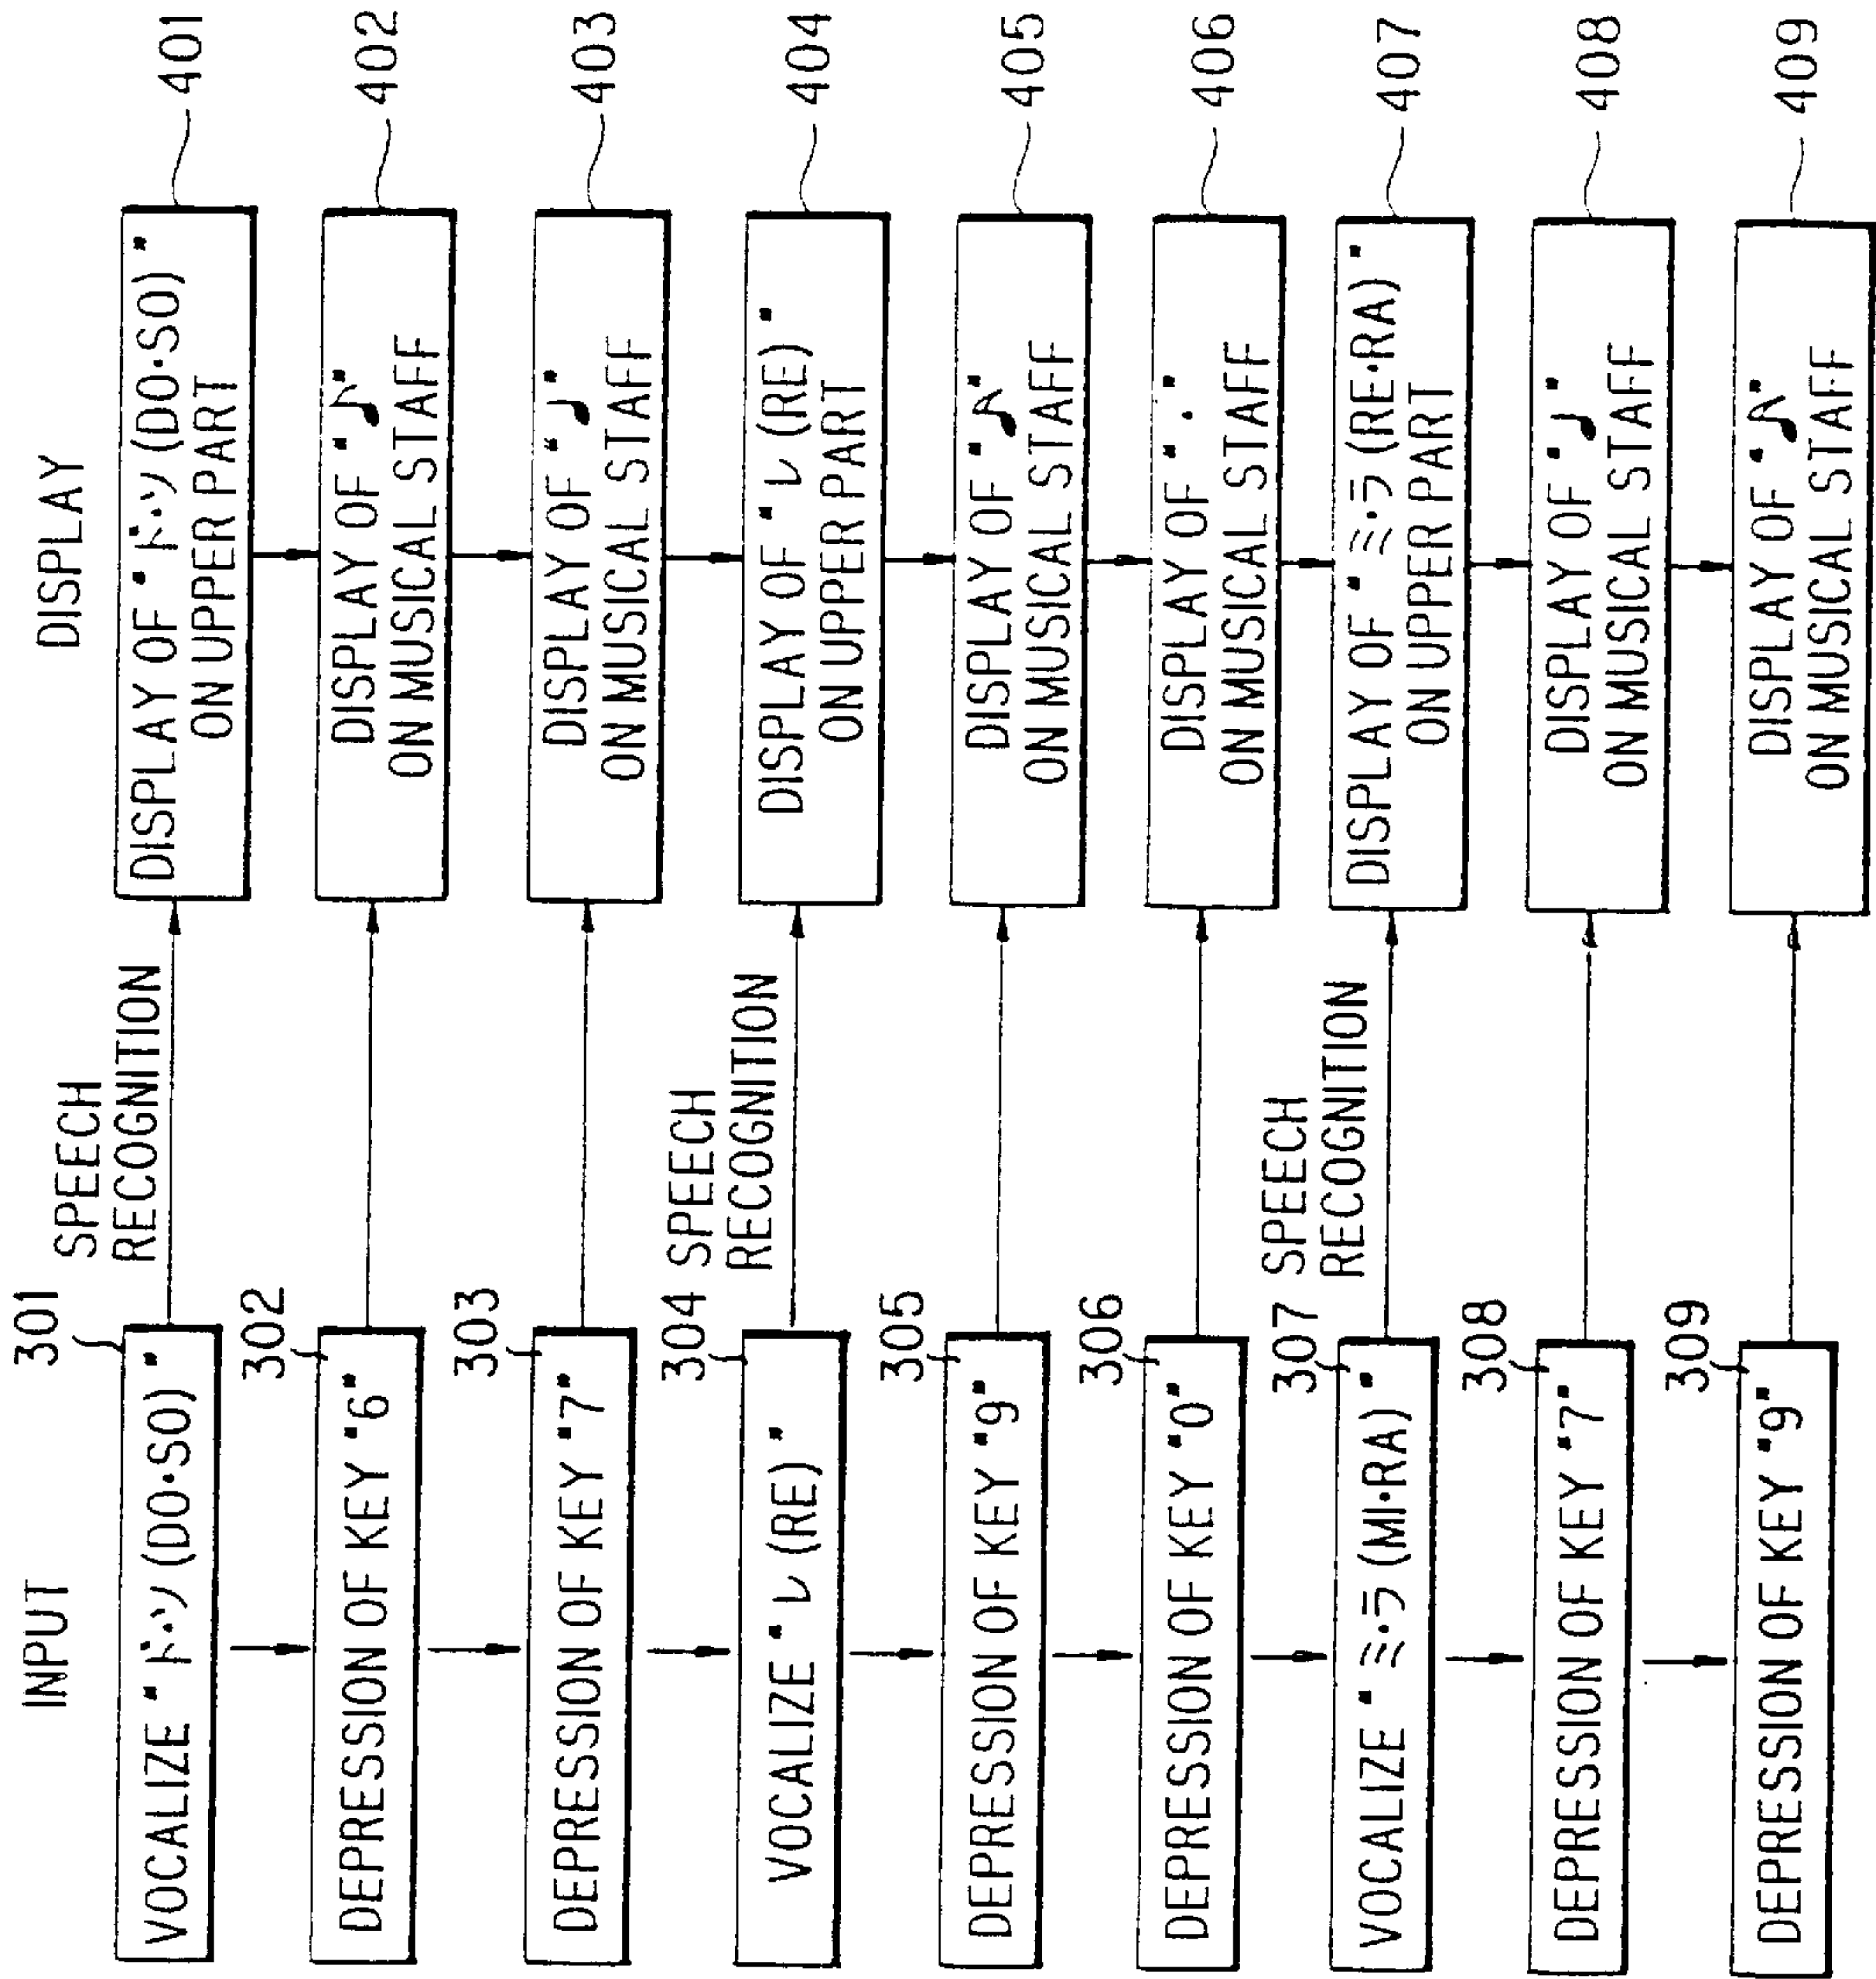 INPUT
DISPLAY
301
SPEECH
RECOGNITION
VOCALIZE "ド・ソ (DO・SO)"
DISPLAY OF "ド・ソ (DO・SO)"
ON UPPER PART
401
302
DEPRESSION OF KEY "6"
DISPLAY OF "♪"
ON MUSICAL STAFF
402
303
DEPRESSION OF KEY "7"
DISPLAY OF "♩"
ON MUSICAL STAFF
403
304
SPEECH
RECOGNITION
VOCALIZE "レ (RE)"
DISPLAY OF "レ (RE)"
ON UPPER PART
404
305
DEPRESSION OF KEY "9"
DISPLAY OF "𝅘𝅥𝅯"
ON MUSICAL STAFF
405
306
DEPRESSION OF KEY "0"
DISPLAY OF "."
ON MUSICAL STAFF
406
307
SPEECH
RECOGNITION
VOCALIZE "ミ・ラ (MI・RA)"
DISPLAY OF "ミ・ラ (RE・RA)"
ON UPPER PART
407
308
DEPRESSION OF KEY "7"
DISPLAY OF "♩"
ON MUSICAL STAFF
408
309
DEPRESSION OF KEY "9"
DISPLAY OF "𝅘𝅥𝅯"
ON MUSICAL STAFF
409